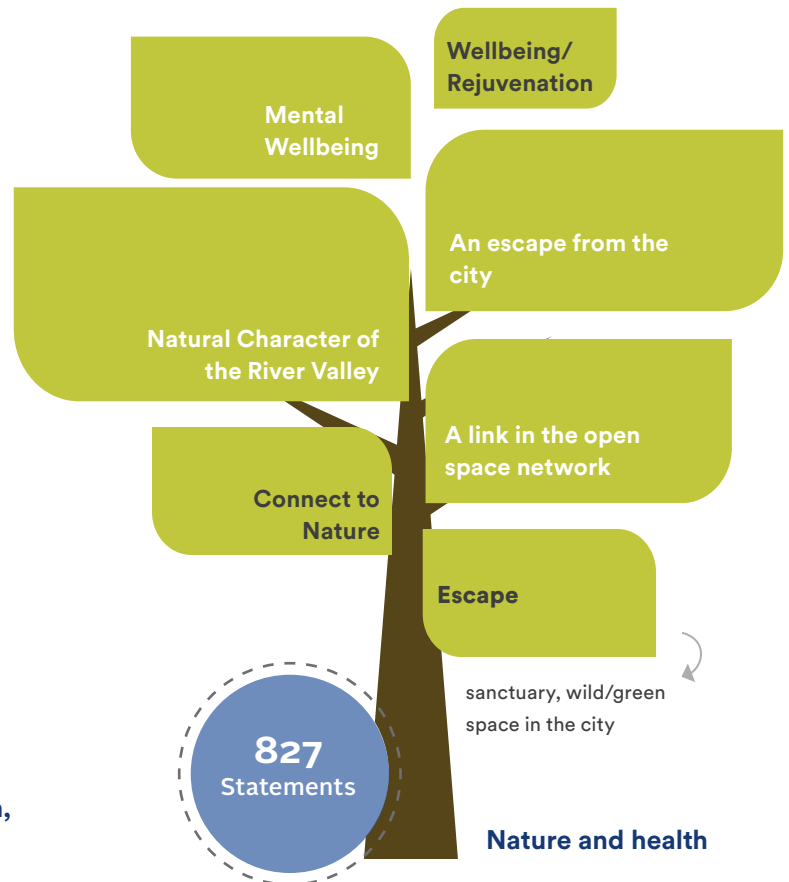 Wellbeing/
Rejuvenation
Mental
Wellbeing
An escape from the
city
Natural Character of
the River Valley
A link in the open
space network
Connect to
Nature
Escape
sanctuary, wild/green
space in the city
827
Statements
Nature and health